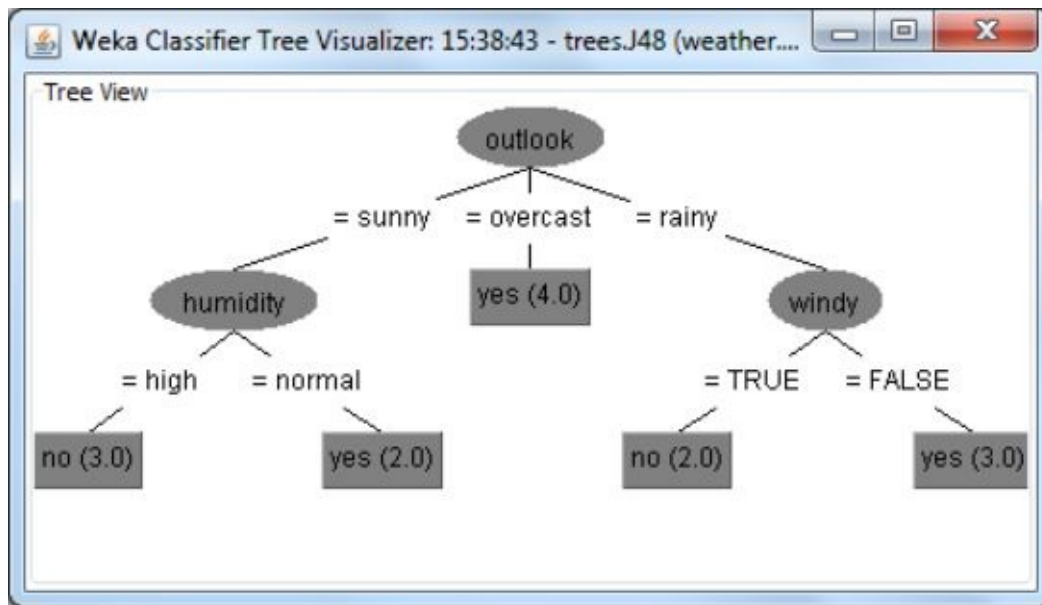 Weka Classifier Tree Visualizer: 15:38:43 - trees.J48 (weather....
Tree View
outlook
= sunny = overcast = rainy
humidity yes (4.0) windy
= high = normal = TRUE = FALSE
no (3.0) yes (2.0) no (2.0) yes (3.0)